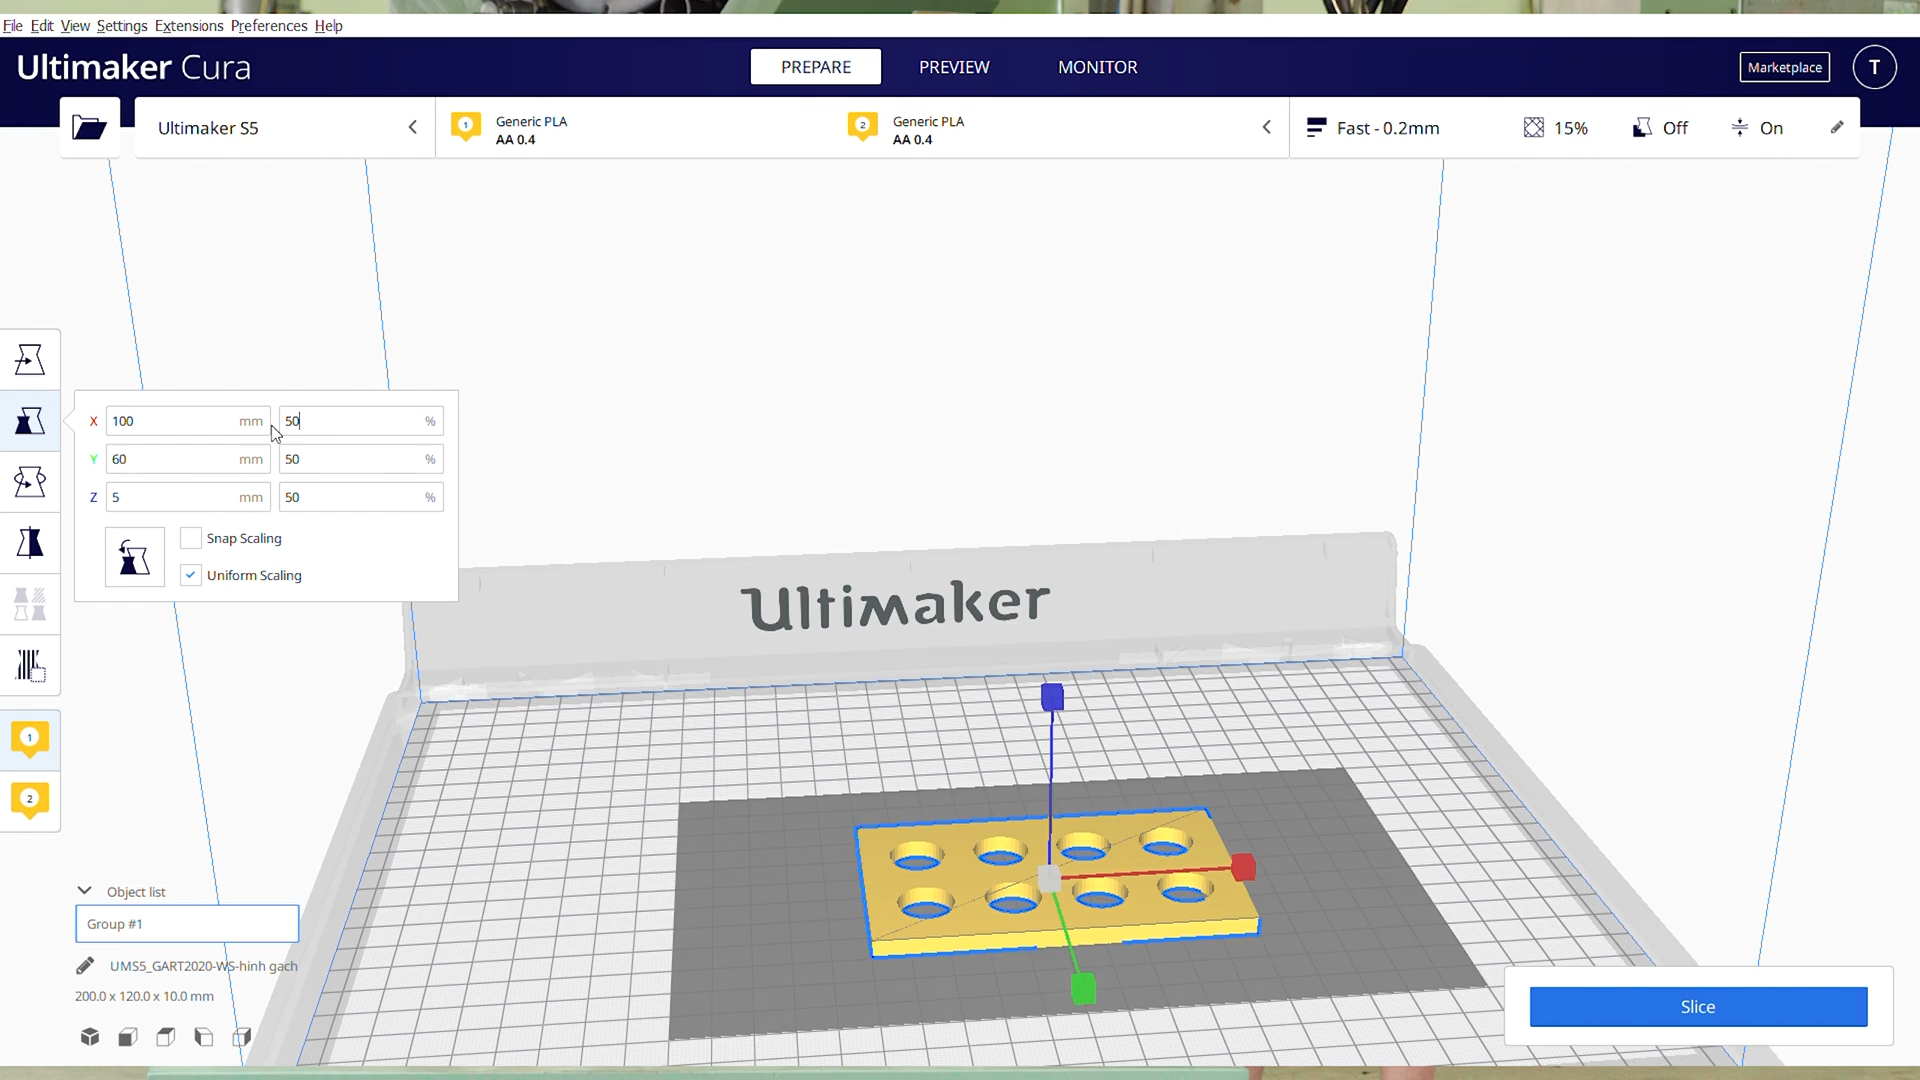 File Edit View Settings Extensions Preferences Help
Ultimaker Cura
PREPARE
PREVIEW
MONITOR
Marketplace
T
Ultimaker S5
1
Generic PLA
AA 0.4
2
Generic PLA
AA 0.4
Fast - 0.2mm
15%
Off
On
X 100 mm 50 %
Y 60 mm 50 %
Z 5 mm 50 %
Snap Scaling
Uniform Scaling
Ultimaker
1
2
Object list
Group #1
UMS5_GART2020-WS-hinh gach
200.0 x 120.0 x 10.0 mm
Slice